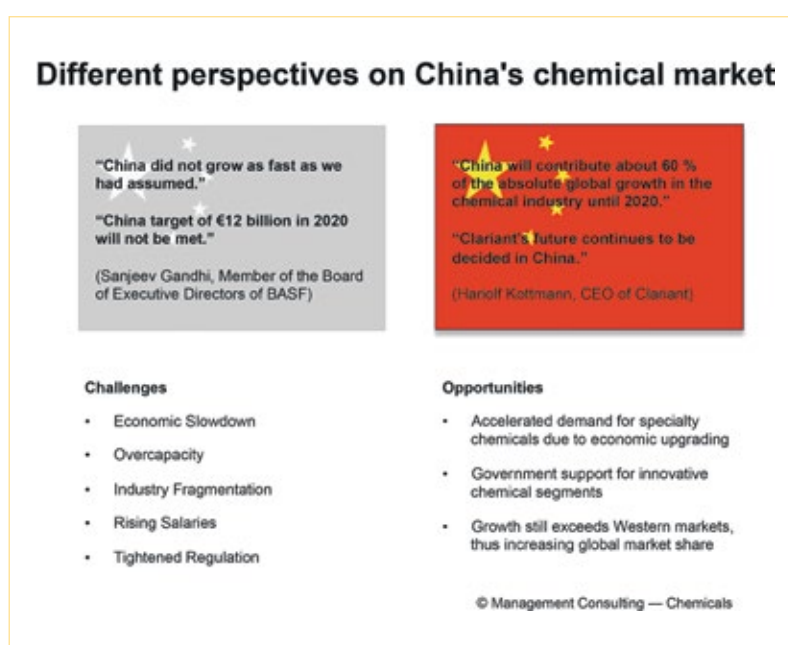 Different perspectives on China's chemical market
“China did not grow as fast as we
had assumed.”
“China target of €12 billion in 2020
will not be met.”
(Sanjeev Gandhi, Member of the Board
of Executive Directors of BASF)
“China will contribute about 60 %
of the absolute global growth in the
chemical industry until 2020.”
“Clariant's future continues to be
decided in China.”
(Hariolf Kottmann, CEO of Clariant)
Challenges
• Economic Slowdown
• Overcapacity
• Industry Fragmentation
• Rising Salaries
• Tightened Regulation
Opportunities
• Accelerated demand for specialty
chemicals due to economic upgrading
• Government support for innovative
chemical segments
• Growth still exceeds Western markets,
thus increasing global market share
© Management Consulting — Chemicals